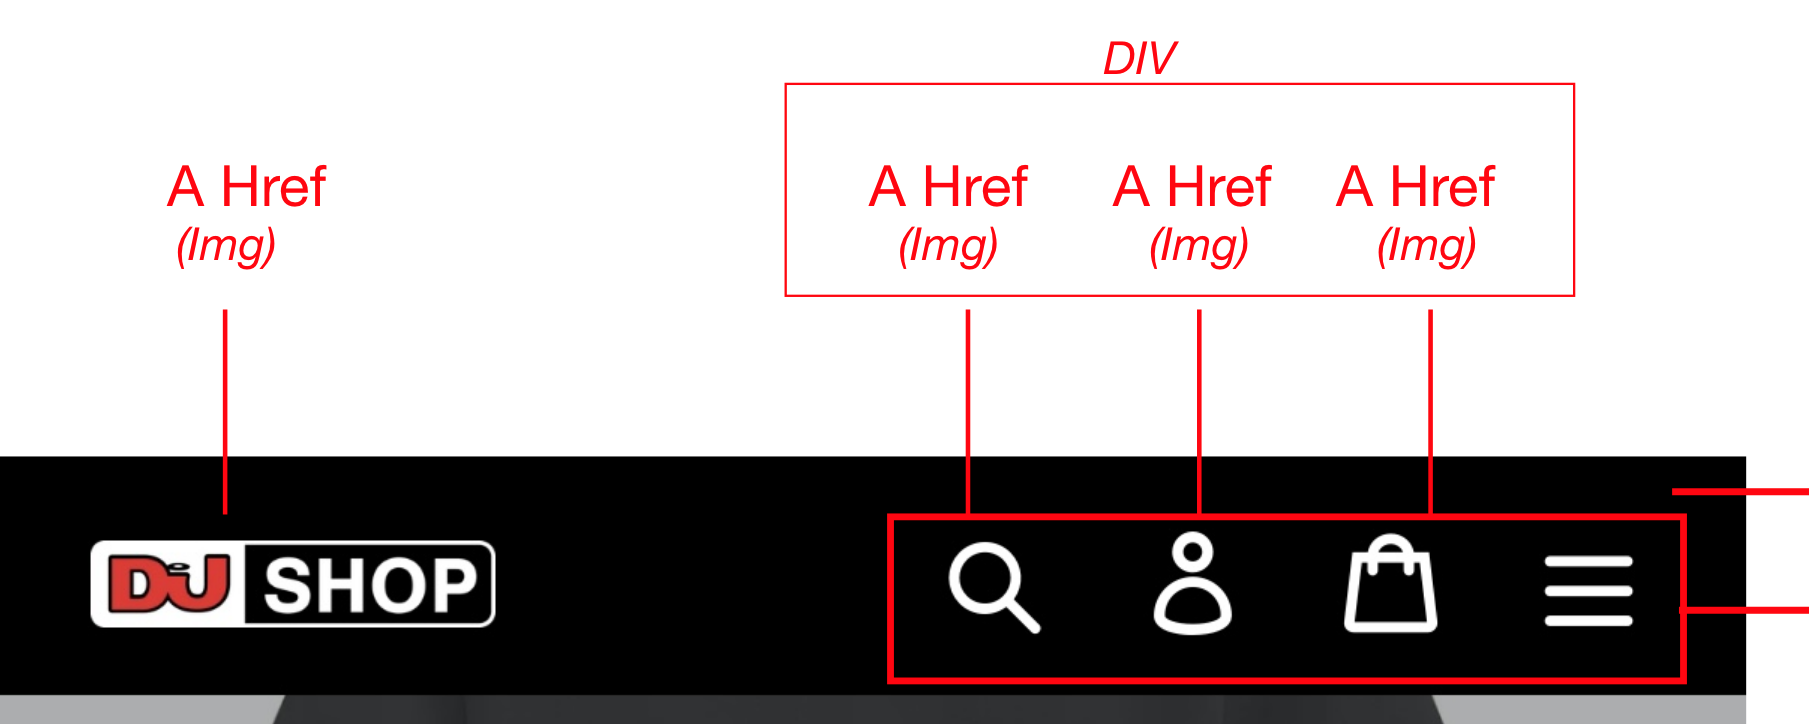 DIV
A Href A Href A Href A Href
(Img) (Img) (Img) (Img)
DJ SHOP